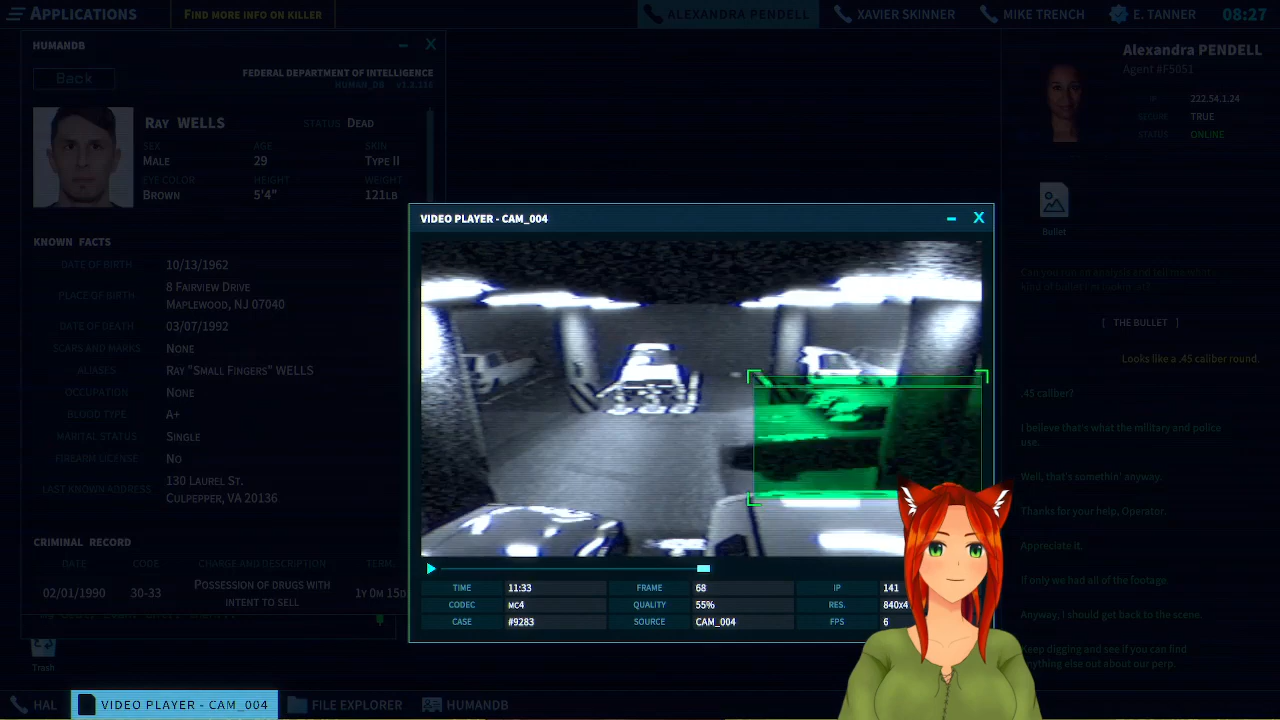 APPLICATIONS
FIND MORE INFO ON KILLER
ALEXANDRA PENDELL
XAVIER SKINNER
MIKE TRENCH
E. TANNER
08:27
HUMANDB
Back
FEDERAL DEPARTMENT OF INTELLIGENCE
RAY WELLS
STATUS DEAD
SEX AGE SKIN
MALE 29 TYPE II
EYE COLOR HEIGHT WEIGHT
BROWN 5'4" 121LB
KNOWN FACTS
DATE OF BIRTH 10/13/1962
PLACE OF BIRTH 8 FAIRVIEW DRIVE
MAPLEWOOD, NJ 07040
DATE OF DEATH 03/07/1992
SCARS AND MARKS NONE
ALIASES RAY "SMALL FINGERS" WELLS
OCCUPATION NONE
BLOOD TYPE A+
MARITAL STATUS SINGLE
FIREARM LICENSE NO
LAST KNOWN ADDRESS 130 LAUREL ST.
CULPEPPER, VA 20136
CRIMINAL RECORD
DATE CODE CHARGE AND DESCRIPTION TERM
02/01/1990 30-33 POSSESSION OF DRUGS WITH
INTENT TO SELL 1Y 0M 15D
Trash
VIDEO PLAYER - CAM_004
TIME 11:33 FRAME 68 IP 141
CODEC MC4 QUALITY 55% RES. 840x4
CASE #9283 SOURCE CAM_004 FPS 6
Alexandra PENDELL
Agent #F5051
222.54.1.24
SECURE TRUE
STATUS ONLINE
Bullet
[ THE BULLET ]
Looks like a .45 caliber round.
.45 caliber?
I believe that's what the military and police
use.
Well, that's somethin' anyway.
Thanks for your help, Operator.
Appreciate it.
If only we had all of the footage.
Anyway, I should get back to the scene.
Keep digging and see if you can find
anything else out about our perp.
HAL
VIDEO PLAYER - CAM_004
FILE EXPLORER
HUMANDB